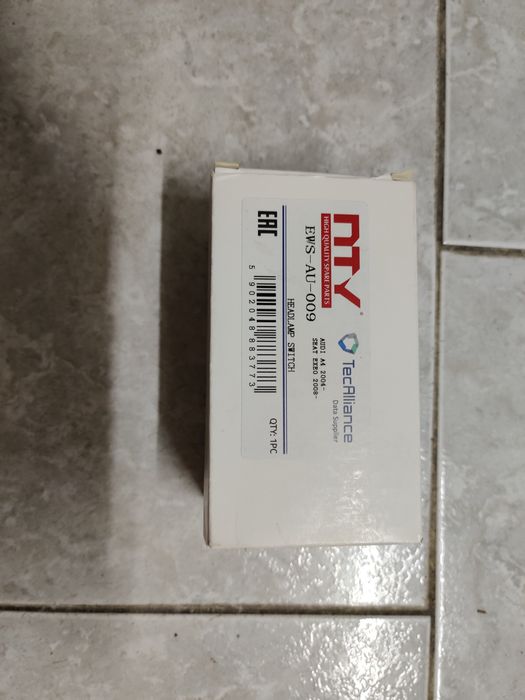 NTY®
HIGH QUALITY SPARE PARTS
TecAlliance
Data Supplier
EWS-AU-009
AUDI A4 2004-
SEAT EXEO 2008-
HEADLAMP SWITCH
EAC
5 902048 883773
QTY: 1PC